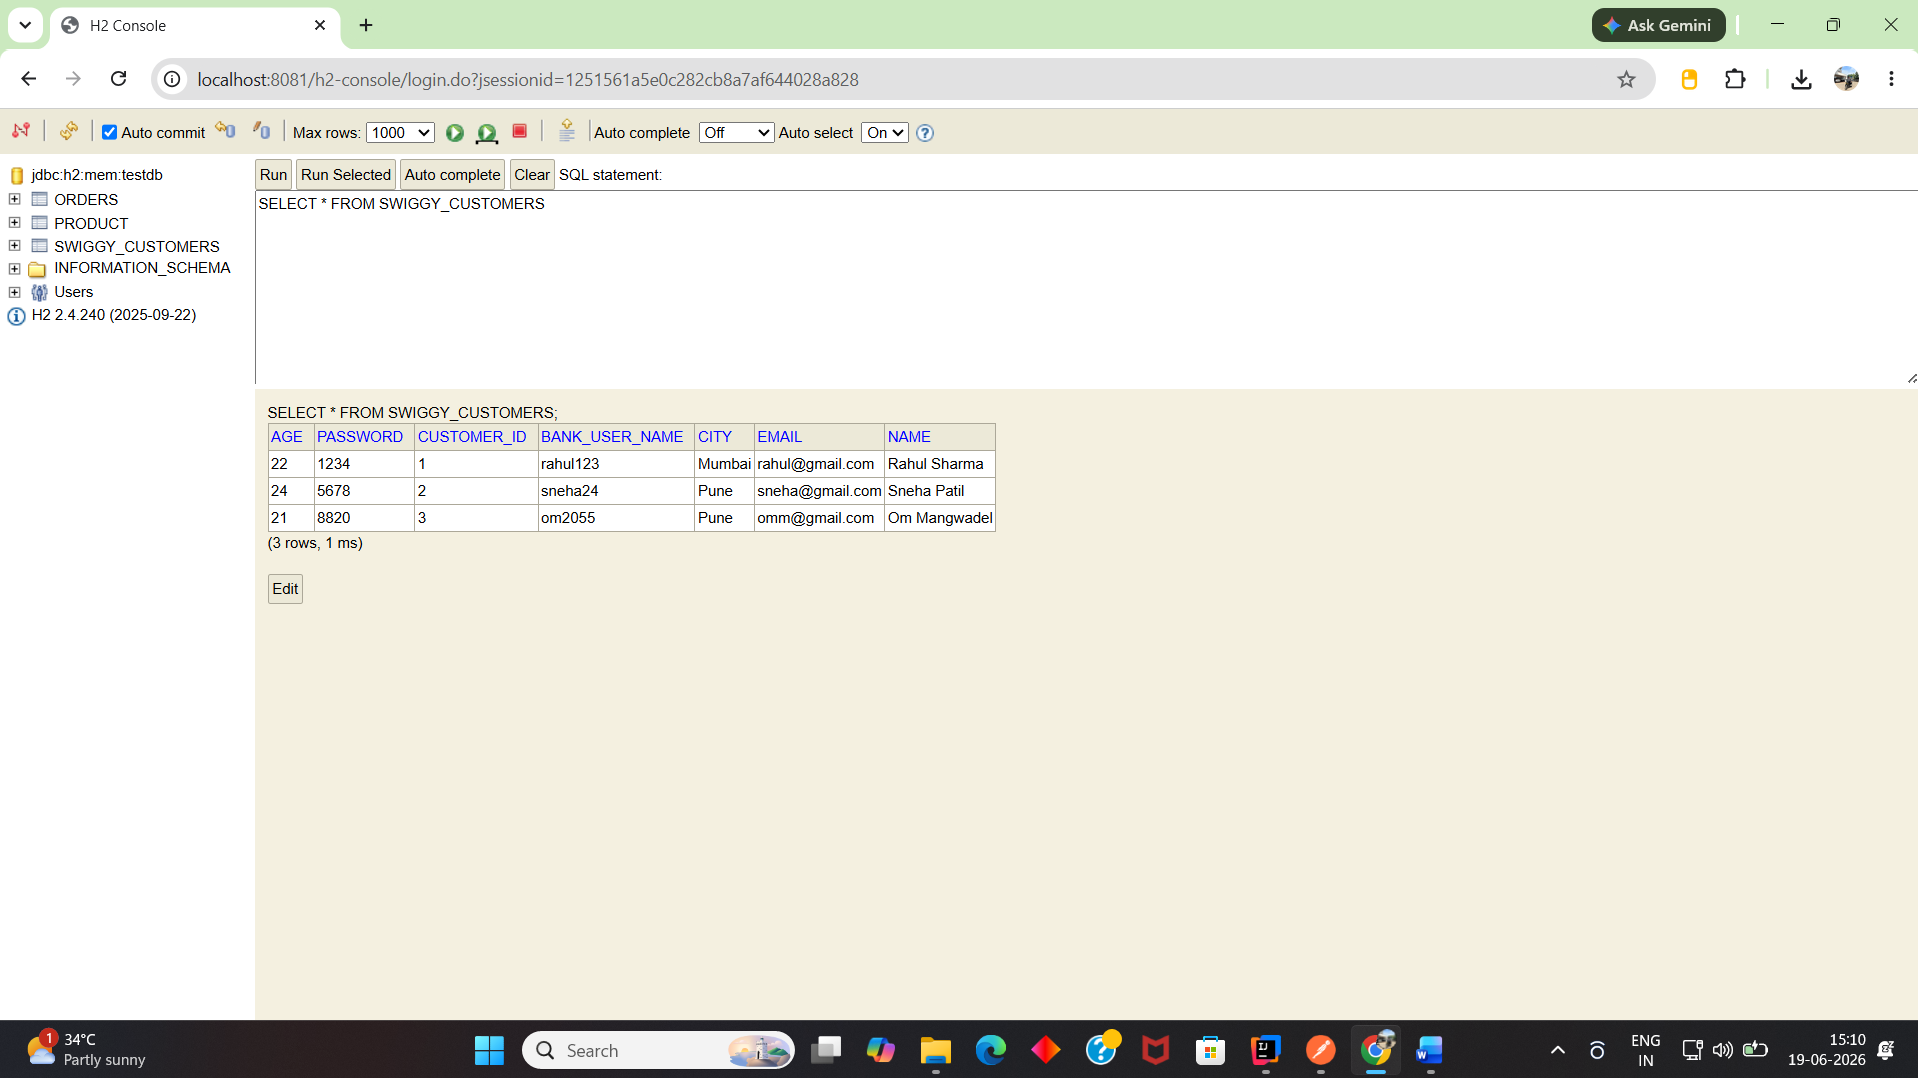 H2 Console
Ask Gemini
localhost:8081/h2-console/login.do?jsessionid=1251561a5e0c282cb8a7af644028a828
Auto commit Max rows: 1000 Auto complete Off Auto select On
jdbc:h2:mem:testdb
ORDERS
PRODUCT
SWIGGY_CUSTOMERS
INFORMATION_SCHEMA
Users
H2 2.4.240 (2025-09-22)
Run Run Selected Auto complete Clear SQL statement:
SELECT * FROM SWIGGY_CUSTOMERS
SELECT * FROM SWIGGY_CUSTOMERS;
AGE PASSWORD CUSTOMER_ID BANK_USER_NAME CITY EMAIL NAME
22 1234 1 rahul123 Mumbai rahul@gmail.com Rahul Sharma
24 5678 2 sneha24 Pune sneha@gmail.com Sneha Patil
21 8820 3 om2055 Pune omm@gmail.com Om Mangwadel
(3 rows, 1 ms)
Edit
1
34°C
Partly sunny
Search
ENG
IN
15:10
19-06-2026